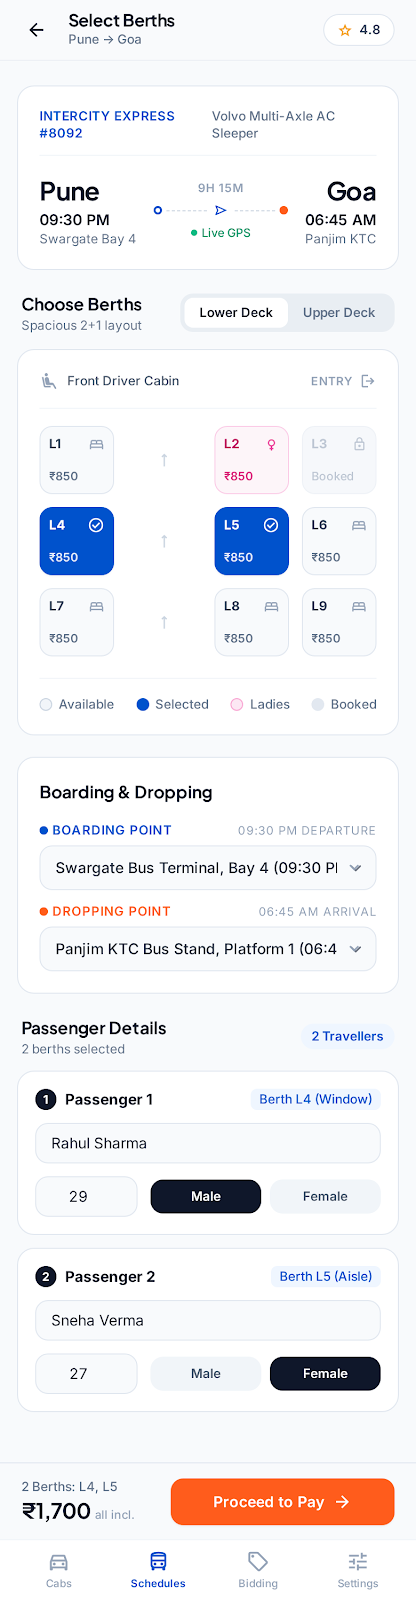 Select Berths
Pune → Goa
4.8
INTERCITY EXPRESS
#8092
Volvo Multi-Axle AC
Sleeper
Pune
9H 15M
Goa
09:30 PM
06:45 AM
Swargate Bay 4
Live GPS
Panjim KTC
Choose Berths
Spacious 2+1 layout
Lower Deck
Upper Deck
Front Driver Cabin
ENTRY
L1
₹850
↑
L2
₹850
L3
Booked
L4
₹850
↑
L5
₹850
L6
₹850
L7
₹850
↑
L8
₹850
L9
₹850
Available
Selected
Ladies
Booked
Boarding & Dropping
BOARDING POINT
09:30 PM DEPARTURE
Swargate Bus Terminal, Bay 4 (09:30 PI
DROPPING POINT
06:45 AM ARRIVAL
Panjim KTC Bus Stand, Platform 1 (06:4
Passenger Details
2 berths selected
2 Travellers
1 Passenger 1
Berth L4 (Window)
Rahul Sharma
29
Male
Female
2 Passenger 2
Berth L5 (Aisle)
Sneha Verma
27
Male
Female
2 Berths: L4, L5
₹1,700 all incl.
Proceed to Pay →
Cabs
Schedules
Bidding
Settings